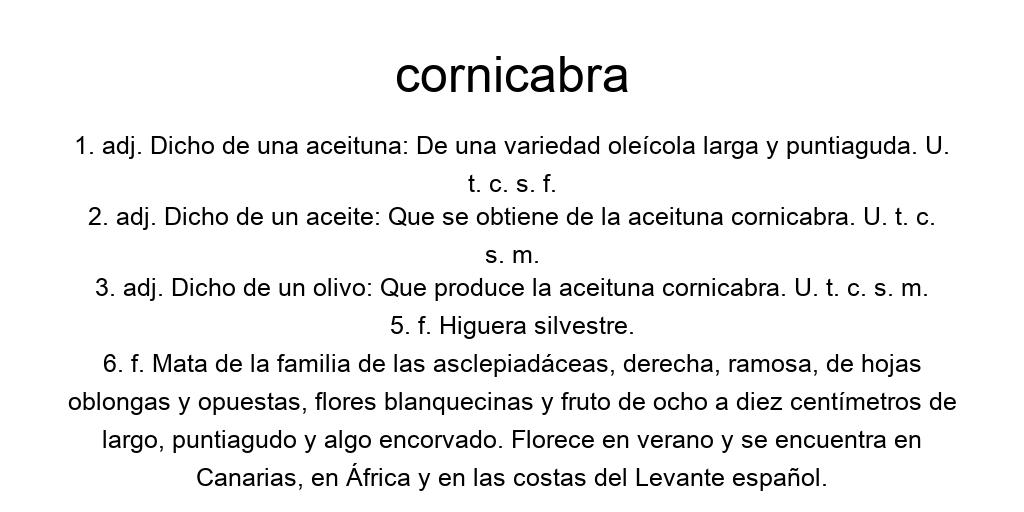 cornicabra
1. adj. Dicho de una aceituna: De una variedad oleícola larga y puntiaguda. U.
t. c. s. f.
2. adj. Dicho de un aceite: Que se obtiene de la aceituna cornicabra. U. t. c.
s. m.
3. adj. Dicho de un olivo: Que produce la aceituna cornicabra. U. t. c. s. m.
5. f. Higuera silvestre.
6. f. Mata de la familia de las asclepiadáceas, derecha, ramosa, de hojas
oblongas y opuestas, flores blanquecinas y fruto de ocho a diez centímetros de
largo, puntiagudo y algo encorvado. Florece en verano y se encuentra en
Canarias, en África y en las costas del Levante español.